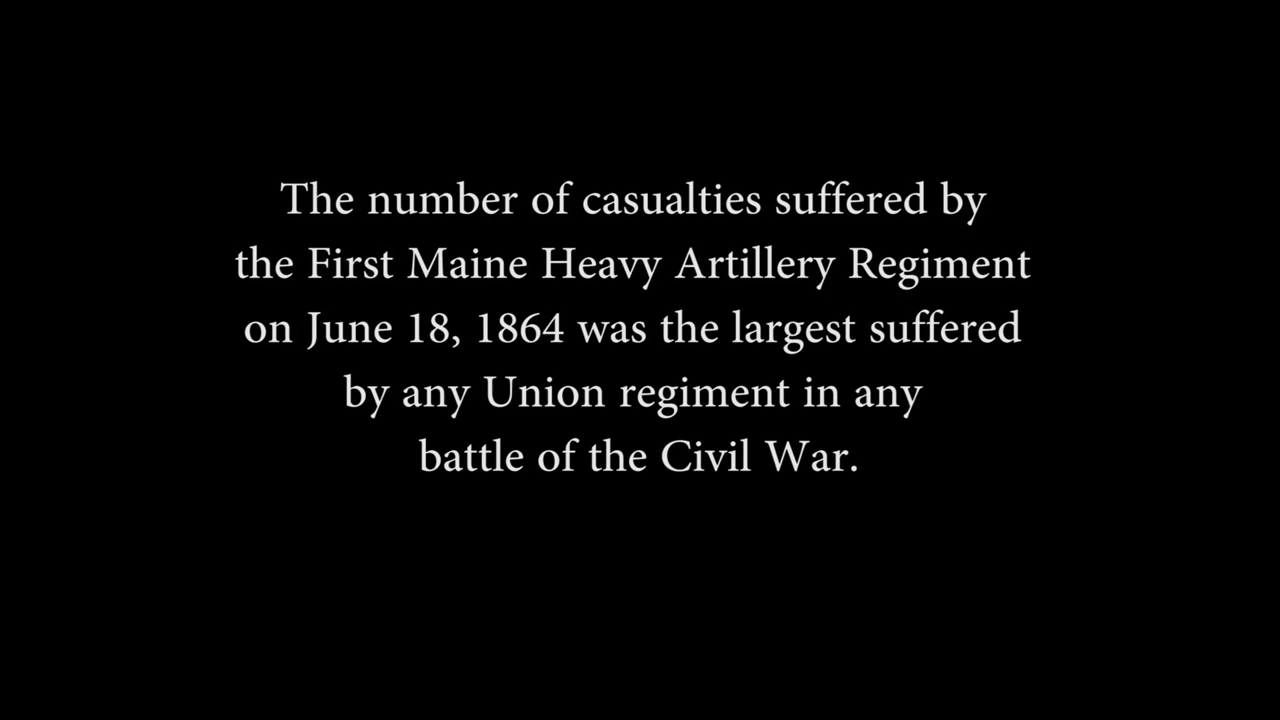 The number of casualties suffered by
the First Maine Heavy Artillery Regiment
on June 18, 1864 was the largest suffered
by any Union regiment in any
battle of the Civil War.